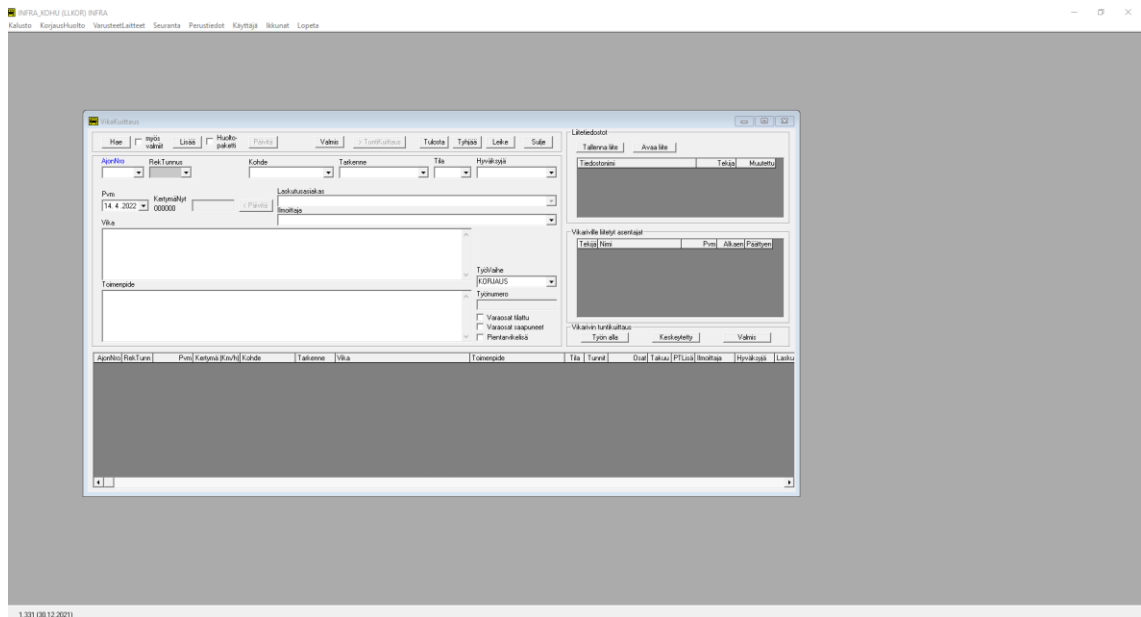 INFRA_KOHU (LLKOR) INFRA
Kalusto KorjausHuolto VarusteetLaitteet Seuranta Perustiedot Käyttäjä Ikkunat Lopeta
VikaKuittaus
Hae myös valmiit Lisää Huolto-paketti Päivitä Valmis > TuntiKuittaus Tulosta Tyhjää Leike Sulje
Liitetiedostot
Tallenna liite Avaa liite
Tiedostonimi Tekijä Muutettu
AjonNro RekTunnus Kohde Tarkenne Tila Hyväksyjä
Pvm KertymäNyt Laskutusasiakas
14. 4 .2022 000000 < Päivitä Ilmoittaja
Vika
Vikariville liitetyt asentajat
Tekijä Nimi Pvm Alkaen Päättyen
TyöVaihe
KORJAUS
Toimenpide
Työnumero
Varaosat tilattu
Varaosat saapuneet
Pientarvikelisä
Vikarivin tuntikuittaus
Työn alla Keskeytetty Valmis
AjonNro RekTunn Pvm Kertymä (Km/h) Kohde Tarkenne Vika Toimenpide Tila Tunnit Osat Takuu PTLisä Ilmoittaja Hyväksyjä Lasku
1.331 (30.12.2021)